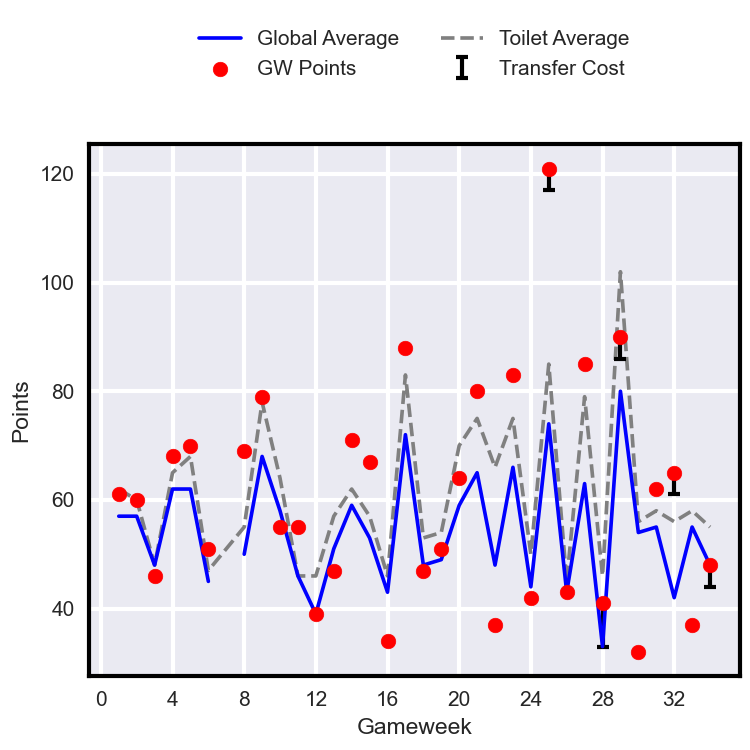 Global Average
Toilet Average
GW Points
Transfer Cost
120
100
80
60
40
Points
0 4 8 12 16 20 24 28 32
Gameweek